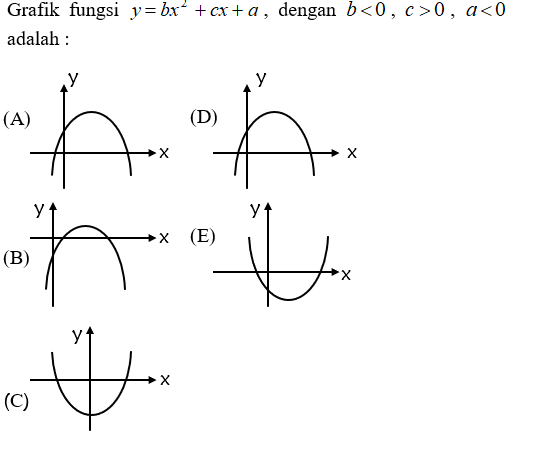 Grafik fungsi y = bx² + cx + a, dengan b < 0, c > 0, a < 0
adalah :
(A) y x
(D) y x
(B) y x
(E) y x
(C) y x